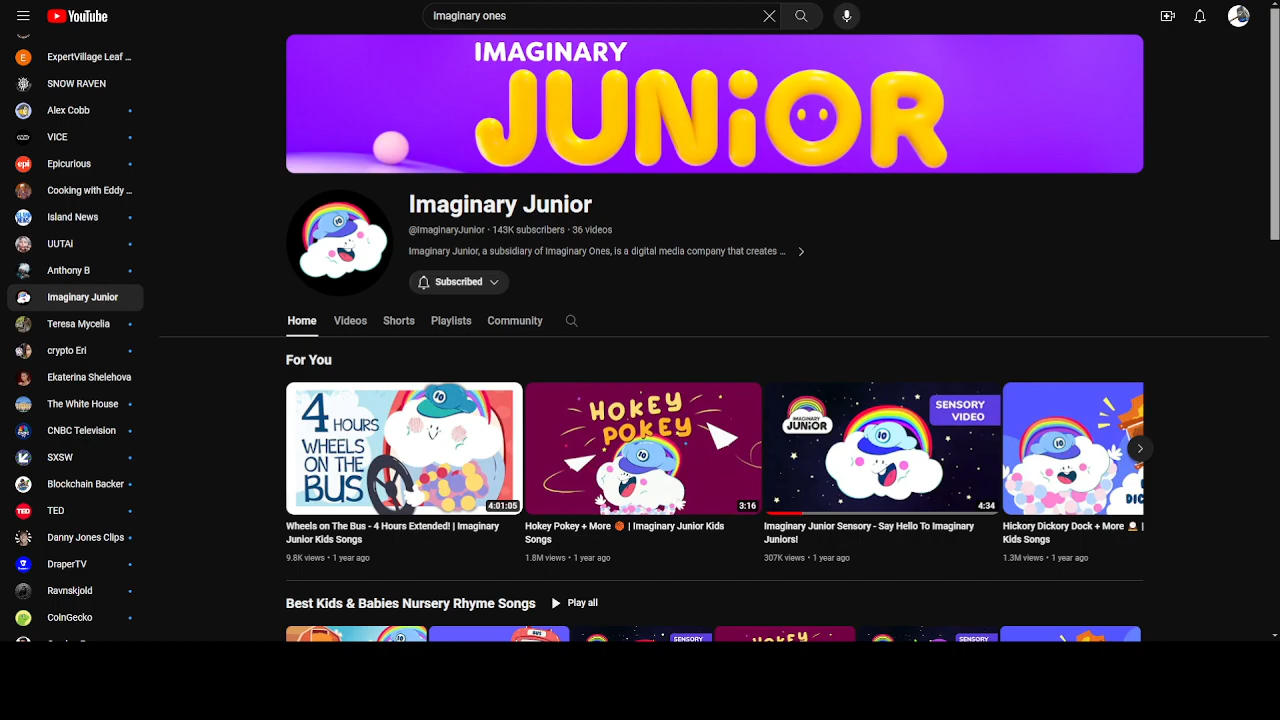 YouTube
imaginary ones
ExpertVillage Leaf ...
SNOW RAVEN
Alex Cobb
VICE
Epicurious
Cooking with Eddy ...
Island News
UUTAi
Anthony B
Imaginary Junior
Teresa Mycelia
crypto Eri
Ekaterina Shelehova
The White House
CNBC Television
SXSW
Blockchain Backer
TED
Danny Jones Clips
DraperTV
Ravnskjold
CoinGecko
IMAGINARY
JUNiOR
Imaginary Junior
@ImaginaryJunior · 143K subscribers · 36 videos
Imaginary Junior, a subsidiary of Imaginary Ones, is a digital media company that creates ...
Subscribed
Home Videos Shorts Playlists Community
For You
4 HOURS
WHEELS
ON THE
BUS
4:01:05
Wheels on The Bus - 4 Hours Extended! | Imaginary
Junior Kids Songs
9.8K views · 1 year ago
HOKEY
POKEY
3:16
Hokey Pokey + More 🏀 | Imaginary Junior Kids
Songs
1.8M views · 1 year ago
IMAGINARY
JUNiOR
SENSORY
VIDEO
4:34
Imaginary Junior Sensory - Say Hello To Imaginary
Juniors!
307K views · 1 year ago
Hickory Dickory Dock + More 🕰️ |
Kids Songs
1.3M views · 1 year ago
Best Kids & Babies Nursery Rhyme Songs Play all
BUS
SENSORY
HOKEY
SENSORY